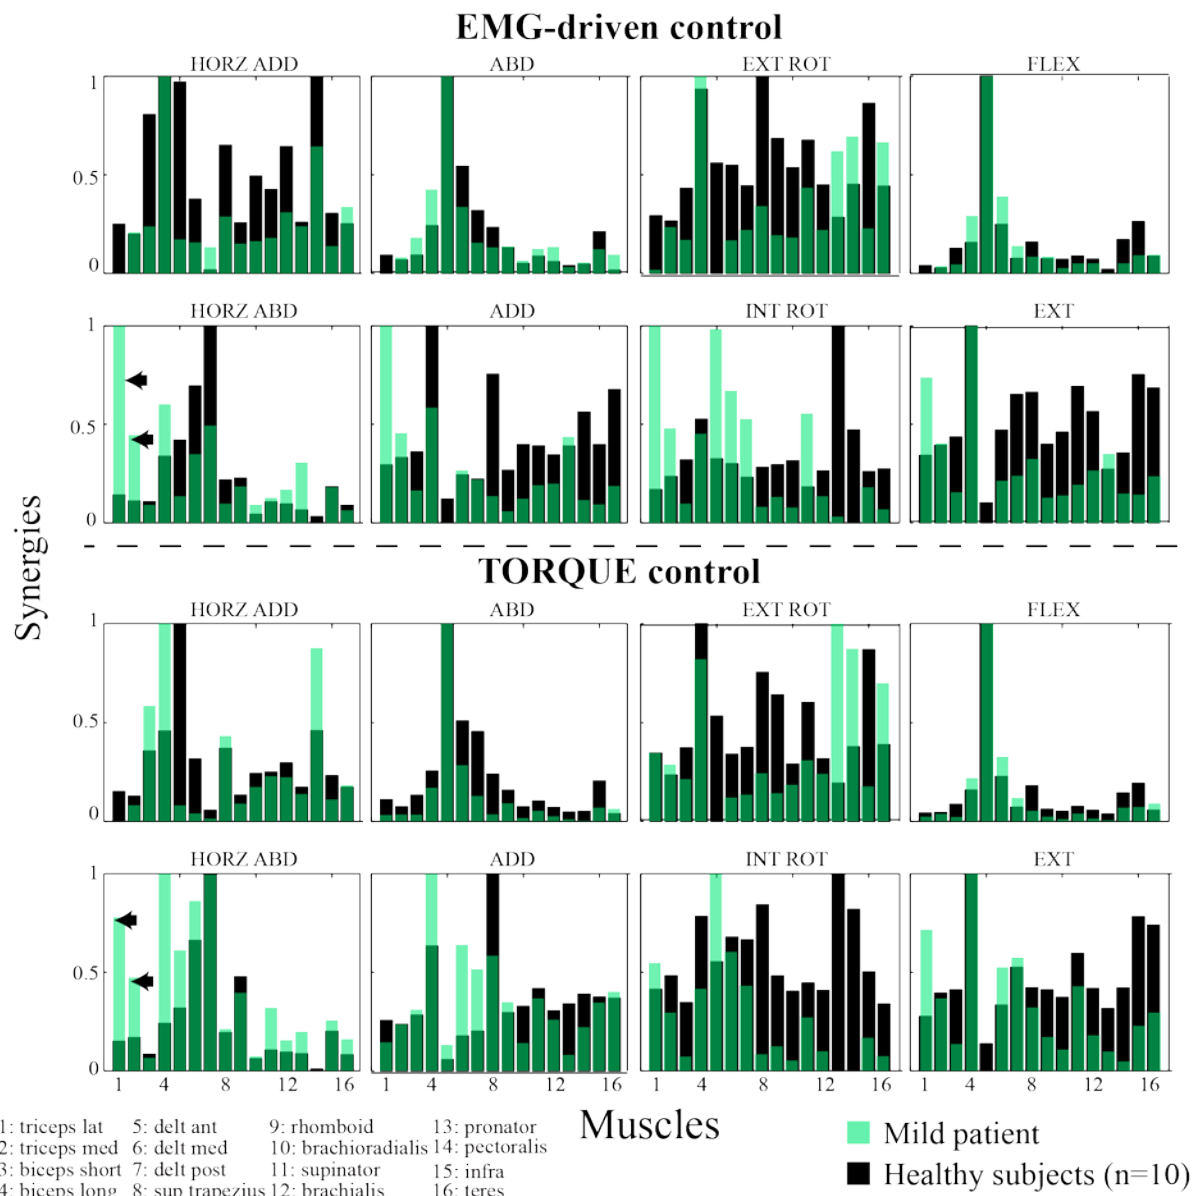 EMG-driven control
HORZ ADD ABD EXT ROT FLEX
1
0.5
0
HORZ ABD ADD INT ROT EXT
1
0.5
0
Synergies
TORQUE control
HORZ ADD ABD EXT ROT FLEX
1
0.5
0
HORZ ABD ADD INT ROT EXT
1
0.5
0
1 4 8 12 16 1 4 8 12 16 1 4 8 12 16 1 4 8 12 16
Muscles
1: triceps lat 5: delt ant 9: rhomboid 13: pronator
2: triceps med 6: delt med 10: brachioradialis 14: pectoralis
3: biceps short 7: delt post 11: supinator 15: infra
4: biceps long 8: sup trapezius 12: brachialis 16: teres
Mild patient
Healthy subjects (n=10)